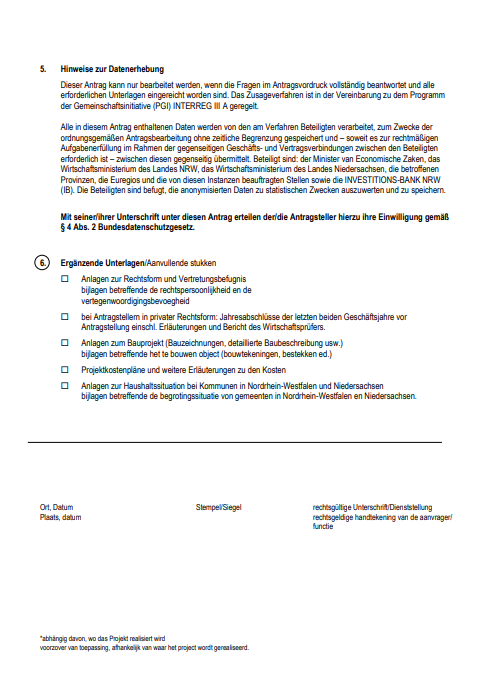 5. Hinweise zur Datenerhebung
Dieser Antrag kann nur bearbeitet werden, wenn die Fragen im Antragsvordruck vollständig beantwortet und alle
erforderlichen Unterlagen eingereicht worden sind. Das Zusageverfahren ist in der Vereinbarung zu dem Programm
der Gemeinschaftsinitiative (PGI) INTERREG III A geregelt.
Alle in diesem Antrag enthaltenen Daten werden von den am Verfahren Beteiligten verarbeitet, zum Zwecke der
ordnungsgemäßen Antragsbearbeitung ohne zeitliche Begrenzung gespeichert und – soweit es zur rechtmäßigen
Aufgabenerfüllung im Rahmen der gegenseitigen Geschäfts- und Vertragsverbindungen zwischen den Beteiligten
erforderlich ist – zwischen diesen gegenseitig übermittelt. Beteiligt sind: der Minister van Economische Zaken, das
Wirtschaftsministerium des Landes NRW, das Wirtschaftsministerium des Landes Niedersachsen, die betroffenen
Provinzen, die Euregios und die von diesen Instanzen beauftragten Stellen sowie die INVESTITIONS-BANK NRW
(IB). Die Beteiligten sind befugt, die anonymisierten Daten zu statistischen Zwecken auszuwerten und zu speichern.
Mit seiner/ihrer Unterschrift unter diesen Antrag erteilen der/die Antragsteller hierzu ihre Einwilligung gemäß
§ 4 Abs. 2 Bundesdatenschutzgesetz.
6. Ergänzende Unterlagen/Aanvullende stukken
Anlagen zur Rechtsform und Vertretungsbefugnis
bijlagen betreffende de rechtspersoonlijkheid en de
vertegenwoordigingsbevoegheid
bei Antragstellern in privater Rechtsform: Jahresabschlüsse der letzten beiden Geschäftsjahre vor
Antragstellung einschl. Erläuterungen und Bericht des Wirtschaftsprüfers.
Anlagen zum Bauprojekt (Bauzeichnungen, detaillierte Baubeschreibung usw.)
bijlagen betreffende het te bouwen object (bouwtekeningen, bestekken ed.)
Projektkostenpläne und weitere Erläuterungen zu den Kosten
Anlagen zur Haushaltssituation bei Kommunen in Nordrhein-Westfalen und Niedersachsen
bijlagen betreffende de begrotingssituatie von gemeenten in Nordrhein-Westfalen en Niedersachsen.
Ort, Datum
Plaats, datum
Stempel/Siegel
rechtsgültige Unterschrift/Dienststellung
rechtsgeldige handtekening van de aanvrager/
functie
*abhängig davon, wo das Projekt realisiert wird
voorzover van toepassing, afhankelijk van waar het project wordt gerealiseerd.